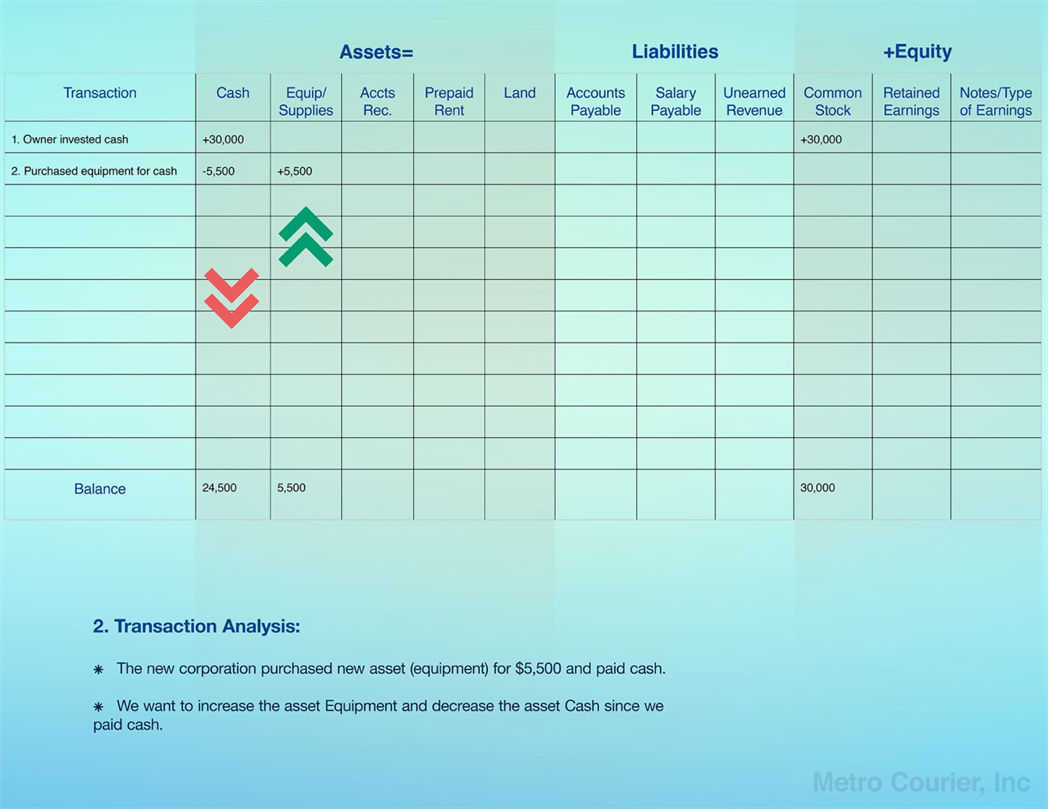 Assets= Liabilities +Equity
Transaction Cash Equip/ Accts Prepaid Land Accounts Salary Unearned Common Retained Notes/Type
Supplies Rec. Rent Payable Payable Revenue Stock Earnings of Earnings
1. Owner invested cash +30,000 +30,000
2. Purchased equipment for cash -5,500 +5,500
Balance 24,500 5,500 30,000
2. Transaction Analysis:
✳ The new corporation purchased new asset (equipment) for $5,500 and paid cash.
✳ We want to increase the asset Equipment and decrease the asset Cash since we
paid cash.
Metro Courier, Inc